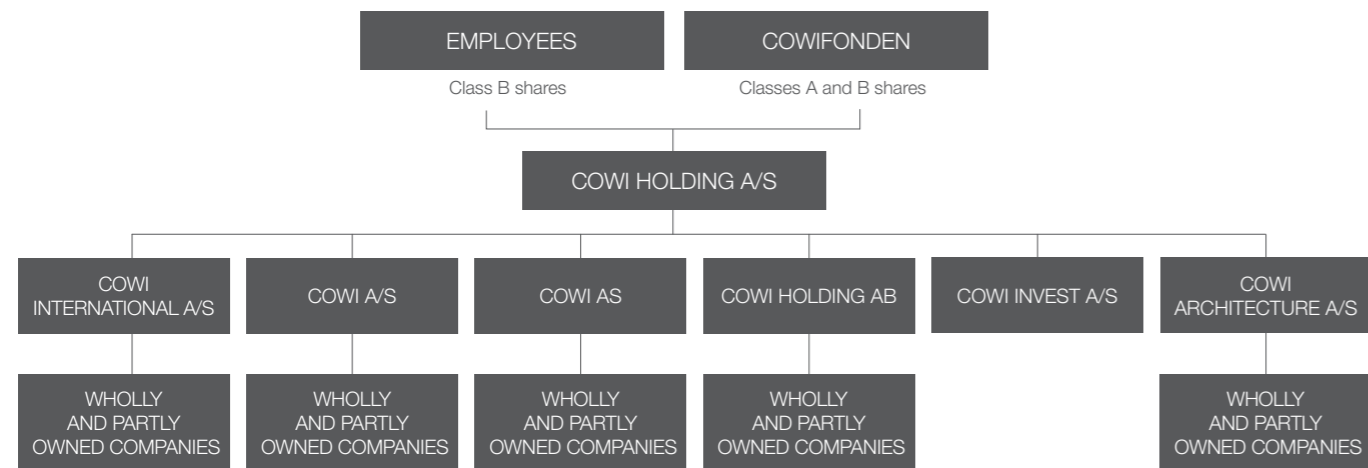 EMPLOYEES
COWIFONDEN
Class B shares
Classes A and B shares
COWI HOLDING A/S
COWI
INTERNATIONAL A/S
COWI A/S
COWI AS
COWI HOLDING AB
COWI INVEST A/S
COWI
ARCHITECTURE A/S
WHOLLY
AND PARTLY
OWNED COMPANIES
WHOLLY
AND PARTLY
OWNED COMPANIES
WHOLLY
AND PARTLY
OWNED COMPANIES
WHOLLY
AND PARTLY
OWNED COMPANIES
WHOLLY
AND PARTLY
OWNED COMPANIES